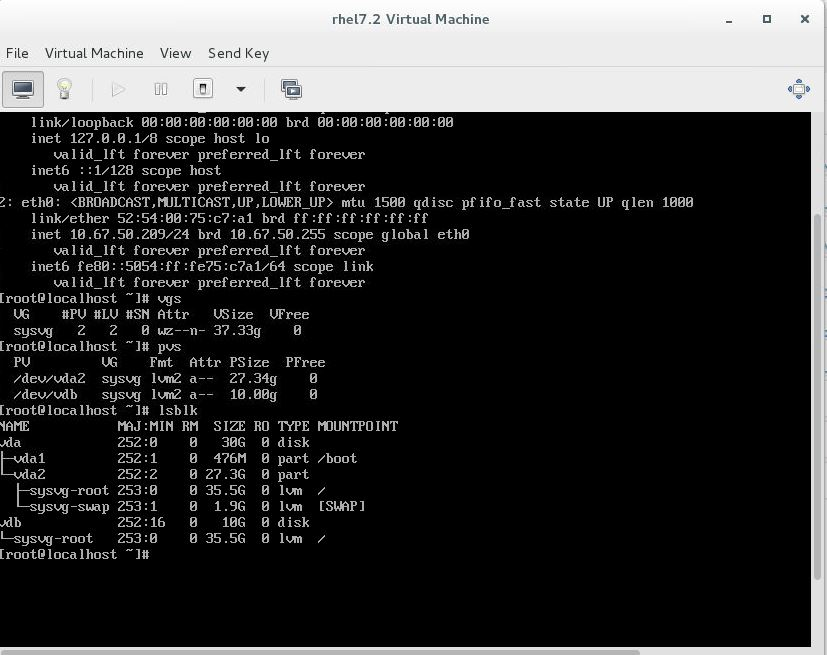 rhel7.2 Virtual Machine
File Virtual Machine View Send Key
link/loopback 00:00:00:00:00:00 brd 00:00:00:00:00:00
inet 127.0.0.1/8 scope host lo
valid_lft forever preferred_lft forever
inet6 ::1/128 scope host
valid_lft forever preferred_lft forever
2: eth0: <BROADCAST,MULTICAST,UP,LOWER_UP> mtu 1500 qdisc pfifo_fast state UP qlen 1000
link/ether 52:54:00:75:c7:a1 brd ff:ff:ff:ff:ff:ff
inet 10.67.50.209/24 brd 10.67.50.255 scope global eth0
valid_lft forever preferred_lft forever
inet6 fe80::5054:ff:fe75:c7a1/64 scope link
valid_lft forever preferred_lft forever
[root@localhost ~]# vgs
VG #PV #LV #SN Attr VSize VFree
sysvg 2 2 0 wz--n- 37.33g 0
[root@localhost ~]# pvs
PV VG Fmt Attr PSize PFree
/dev/vda2 sysvg lvm2 a-- 27.34g 0
/dev/vdb sysvg lvm2 a-- 10.00g 0
[root@localhost ~]# lsblk
NAME MAJ:MIN RM SIZE RO TYPE MOUNTPOINT
vda 252:0 0 30G 0 disk
├─vda1 252:1 0 476M 0 part /boot
└─vda2 252:2 0 27.3G 0 part
├─sysvg-root 253:0 0 35.5G 0 lvm /
└─sysvg-swap 253:1 0 1.9G 0 lvm [SWAP]
vdb 252:16 0 10G 0 disk
└─sysvg-root 253:0 0 35.5G 0 lvm /
[root@localhost ~]#